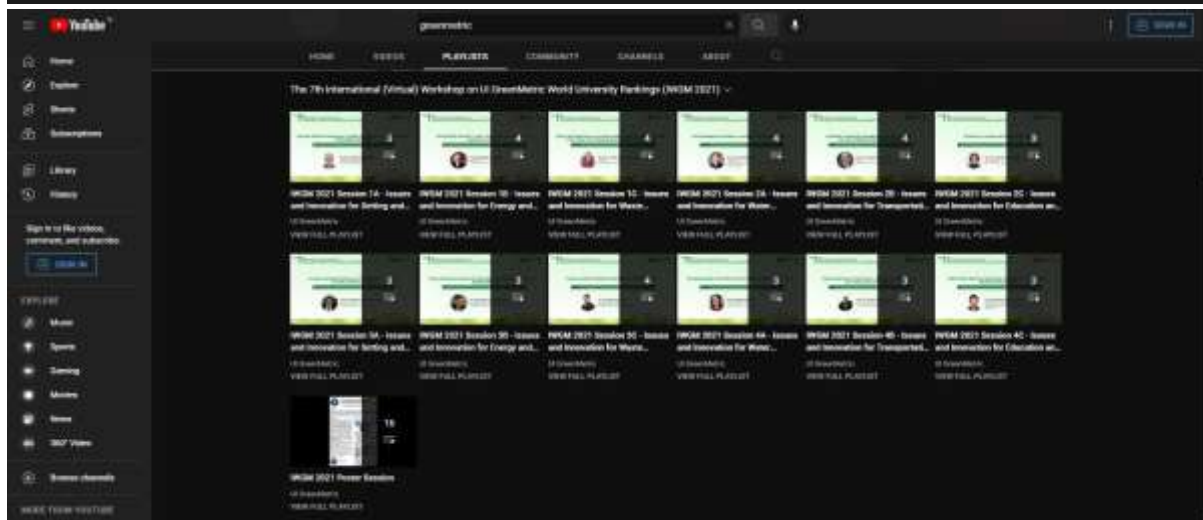 YouTube
greenmetric
SIGN IN
HOME VIDEOS PLAYLISTS COMMUNITY CHANNELS ABOUT
Home
Explore
Shorts
Subscriptions
Library
History
Sign in to like videos,
comment, and subscribe.
SIGN IN
EXPLORE
Music
Sports
Gaming
Movies
News
360° Video
Browse channels
MORE FROM YOUTUBE
The 7th International (Virtual) Workshop on UI GreenMetric World University Rankings (IWGM 2021)
3
4
4
4
4
3
IWGM 2021 Session 1A - Issues
and Innovation for Setting and...
UI GreenMetric
VIEW FULL PLAYLIST
IWGM 2021 Session 1B - Issues
and Innovation for Energy and...
UI GreenMetric
VIEW FULL PLAYLIST
IWGM 2021 Session 1C - Issues
and Innovation for Waste...
UI GreenMetric
VIEW FULL PLAYLIST
IWGM 2021 Session 2A - Issues
and Innovation for Water...
UI GreenMetric
VIEW FULL PLAYLIST
IWGM 2021 Session 2B - Issues
and Innovation for Transportati...
UI GreenMetric
VIEW FULL PLAYLIST
IWGM 2021 Session 2C - Issues
and Innovation for Education an...
UI GreenMetric
VIEW FULL PLAYLIST
3
3
4
3
3
3
IWGM 2021 Session 3A - Issues
and Innovation for Setting and...
UI GreenMetric
VIEW FULL PLAYLIST
IWGM 2021 Session 3B - Issues
and Innovation for Energy and...
UI GreenMetric
VIEW FULL PLAYLIST
IWGM 2021 Session 3C - Issues
and Innovation for Waste...
UI GreenMetric
VIEW FULL PLAYLIST
IWGM 2021 Session 4A - Issues
and Innovation for Water...
UI GreenMetric
VIEW FULL PLAYLIST
IWGM 2021 Session 4B - Issues
and Innovation for Transportati...
UI GreenMetric
VIEW FULL PLAYLIST
IWGM 2021 Session 4C - Issues
and Innovation for Education an...
UI GreenMetric
VIEW FULL PLAYLIST
16
IWGM 2021 Poster Session
UI GreenMetric
VIEW FULL PLAYLIST